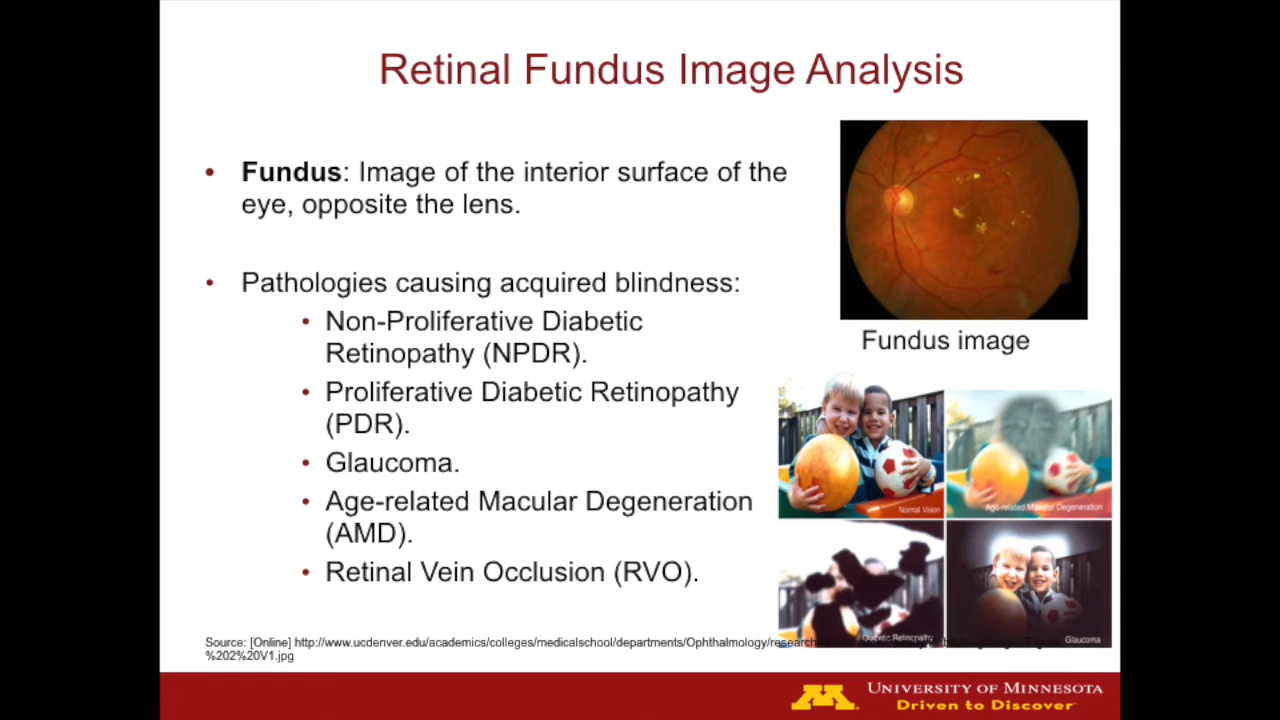 Retinal Fundus Image Analysis
• Fundus: Image of the interior surface of the
eye, opposite the lens.
• Pathologies causing acquired blindness:
• Non-Proliferative Diabetic
Retinopathy (NPDR).
• Proliferative Diabetic Retinopathy
(PDR).
• Glaucoma.
• Age-related Macular Degeneration
(AMD).
• Retinal Vein Occlusion (RVO).
Fundus image
Normal Vision
Age-related Macular Degeneration
Diabetic Retinopathy
Glaucoma
Source: [Online] http://www.ucdenver.edu/academics/colleges/medicalschool/departments/Ophthalmology/research
%202%20V1.jpg
UNIVERSITY OF MINNESOTA
Driven to Discover